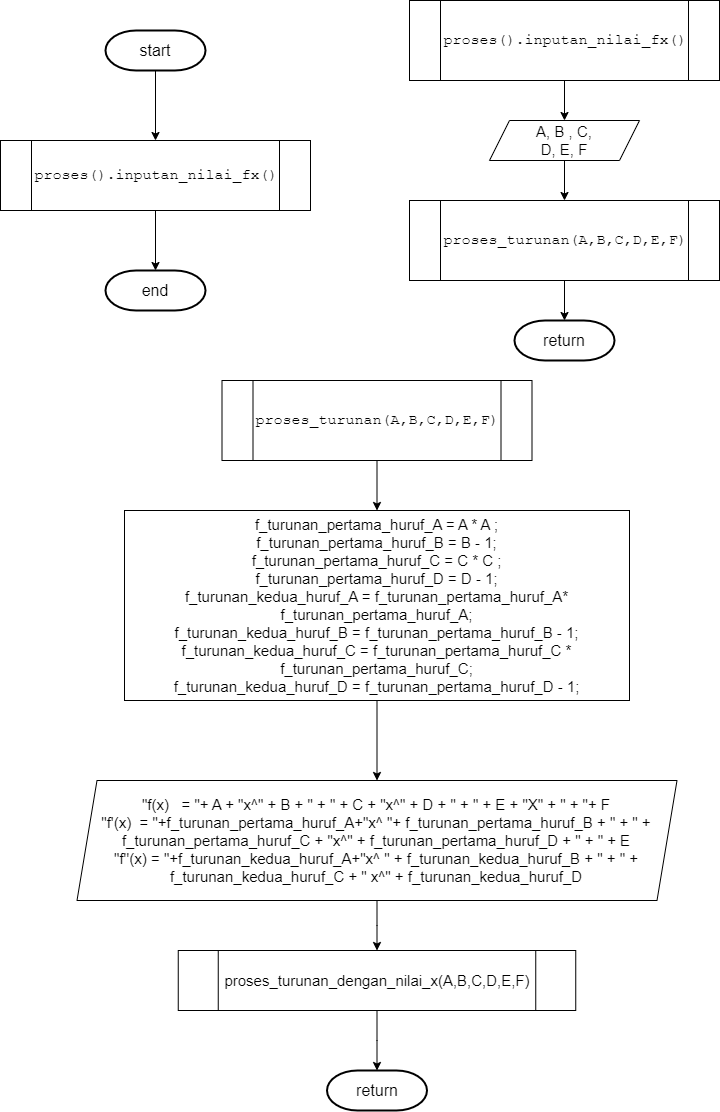 start
proses().inputan_nilai_fx()
end
proses().inputan_nilai_fx()
A, B , C,
D, E, F
proses_turunan(A,B,C,D,E,F)
return
proses_turunan(A,B,C,D,E,F)
f_turunan_pertama_huruf_A = A * A ;
f_turunan_pertama_huruf_B = B - 1;
f_turunan_pertama_huruf_C = C * C ;
f_turunan_pertama_huruf_D = D - 1;
f_turunan_kedua_huruf_A = f_turunan_pertama_huruf_A*
f_turunan_pertama_huruf_A;
f_turunan_kedua_huruf_B = f_turunan_pertama_huruf_B - 1;
f_turunan_kedua_huruf_C = f_turunan_pertama_huruf_C *
f_turunan_pertama_huruf_C;
f_turunan_kedua_huruf_D = f_turunan_pertama_huruf_D - 1;
"f(x)   = "+ A + "x^" + B + " + " + C + "x^" + D + " + " + E + "X" + " + "+ F
"f'(x)  = "+f_turunan_pertama_huruf_A+"x^ "+ f_turunan_pertama_huruf_B + " + " +
f_turunan_pertama_huruf_C + "x^" + f_turunan_pertama_huruf_D + " + " + E
"f''(x) = "+f_turunan_kedua_huruf_A+"x^ " + f_turunan_kedua_huruf_B + " + " +
f_turunan_kedua_huruf_C + " x^" + f_turunan_kedua_huruf_D
proses_turunan_dengan_nilai_x(A,B,C,D,E,F)
return